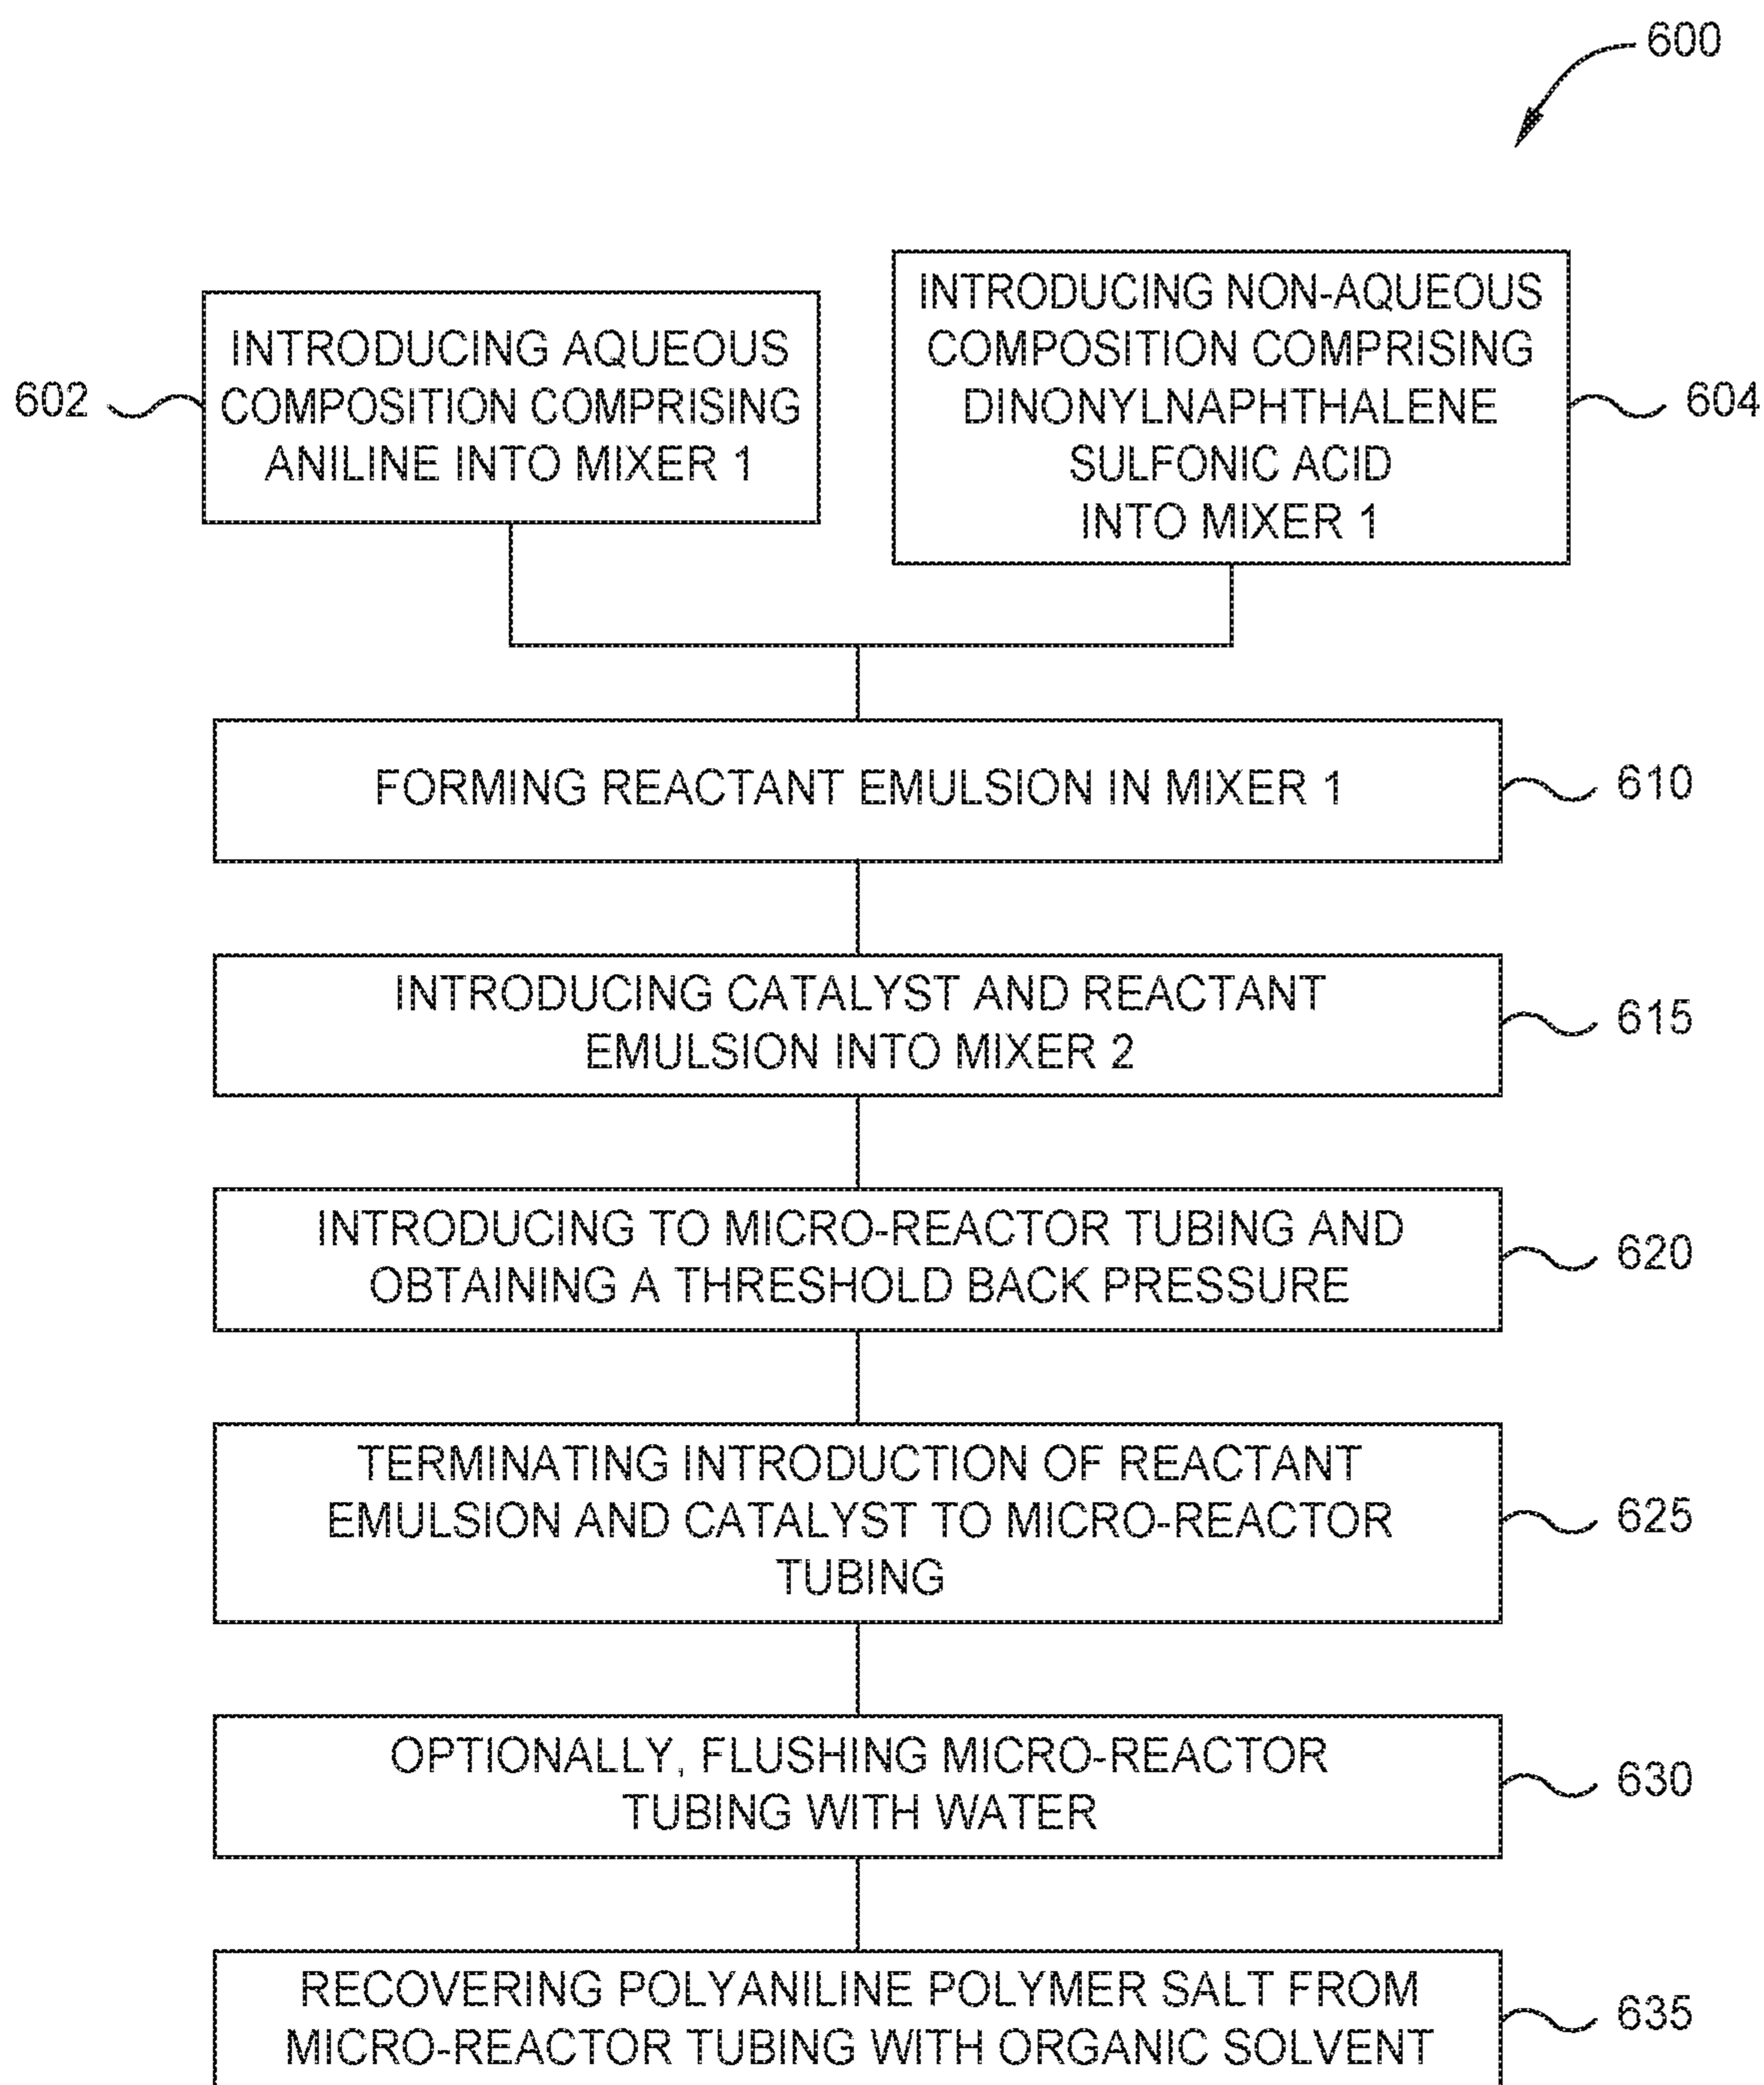 600
INTRODUCING AQUEOUS
COMPOSITION COMPRISING
ANILINE INTO MIXER 1
602
INTRODUCING NON-AQUEOUS
COMPOSITION COMPRISING
DINONYLNAPHTHALENE
SULFONIC ACID
INTO MIXER 1
604
FORMING REACTANT EMULSION IN MIXER 1
610
INTRODUCING CATALYST AND REACTANT
EMULSION INTO MIXER 2
615
INTRODUCING TO MICRO-REACTOR TUBING AND
OBTAINING A THRESHOLD BACK PRESSURE
620
TERMINATING INTRODUCTION OF REACTANT
EMULSION AND CATALYST TO MICRO-REACTOR
TUBING
625
OPTIONALLY, FLUSHING MICRO-REACTOR
TUBING WITH WATER
630
RECOVERING POLYANILINE POLYMER SALT FROM
MICRO-REACTOR TUBING WITH ORGANIC SOLVENT
635